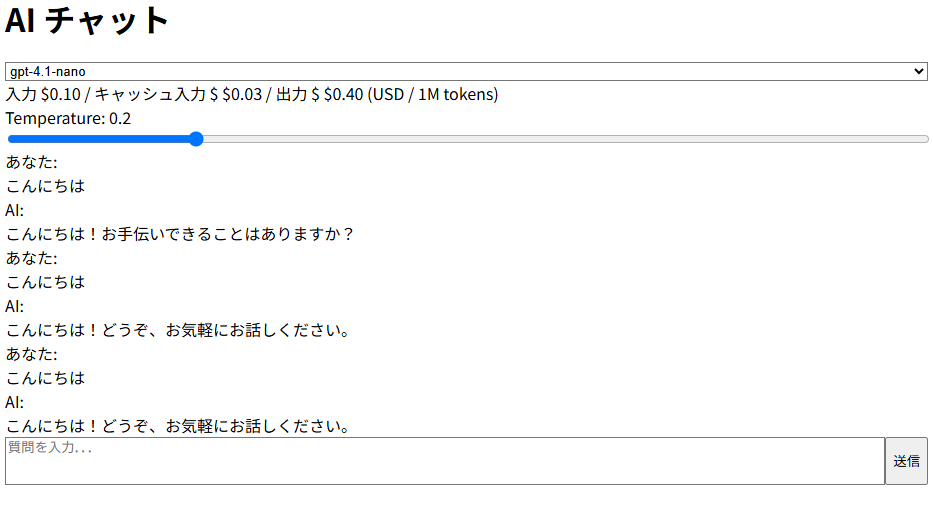 AI チャット
gpt-4.1-nano
入力 $0.10 / キャッシュ入力 $ $0.03 / 出力 $ $0.40 (USD / 1M tokens)
Temperature: 0.2
あなた:
こんにちは
AI:
こんにちは！お手伝いできることはありますか？
あなた:
こんにちは
AI:
こんにちは！どうぞ、お気軽にお話しください。
あなた:
こんにちは
AI:
こんにちは！どうぞ、お気軽にお話しください。
質問を入力...
送信